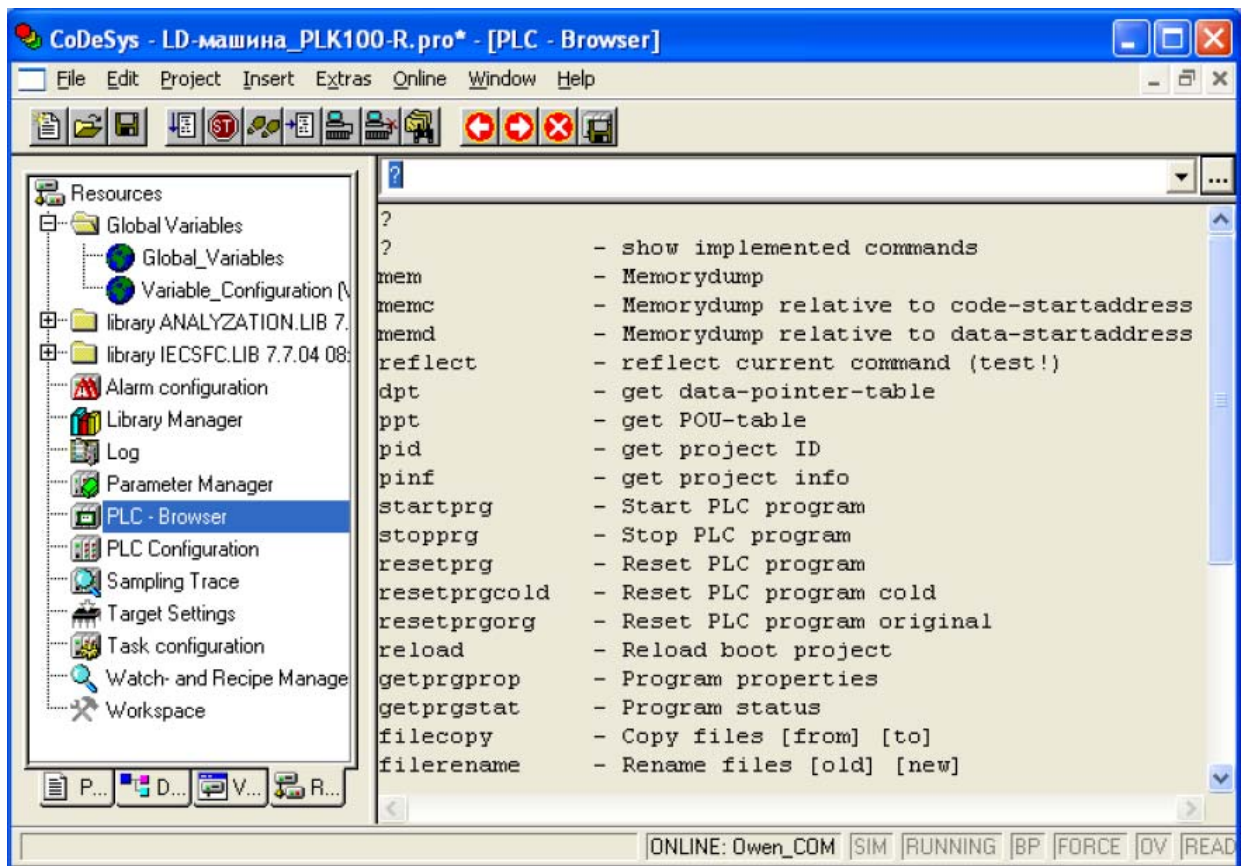 CoDeSys - LD-машина_PLK100-R.pro* - [PLC - Browser]
File Edit Project Insert Extras Online Window Help
ST
?
...
Resources
Global Variables
Global_Variables
Variable_Configuration (V
library ANALYZATION.LIB 7.
library IECSFC.LIB 7.7.04 08:
Alarm configuration
Library Manager
Log
Parameter Manager
PLC - Browser
PLC Configuration
Sampling Trace
Target Settings
Task configuration
Watch- and Recipe Manage
Workspace
P... D... V... R...
?
? - show implemented commands
mem - Memorydump
memc - Memorydump relative to code-startaddress
memd - Memorydump relative to data-startaddress
reflect - reflect current command (test!)
dpt - get data-pointer-table
ppt - get POU-table
pid - get project ID
pinf - get project info
startprg - Start PLC program
stopprg - Stop PLC program
resetprg - Reset PLC program
resetprgcold - Reset PLC program cold
resetprgorg - Reset PLC program original
reload - Reload boot project
getprgprop - Program properties
getprgstat - Program status
filecopy - Copy files [from] [to]
filerename - Rename files [old] [new]
ONLINE: Owen_COM SIM RUNNING BP FORCE OV READ